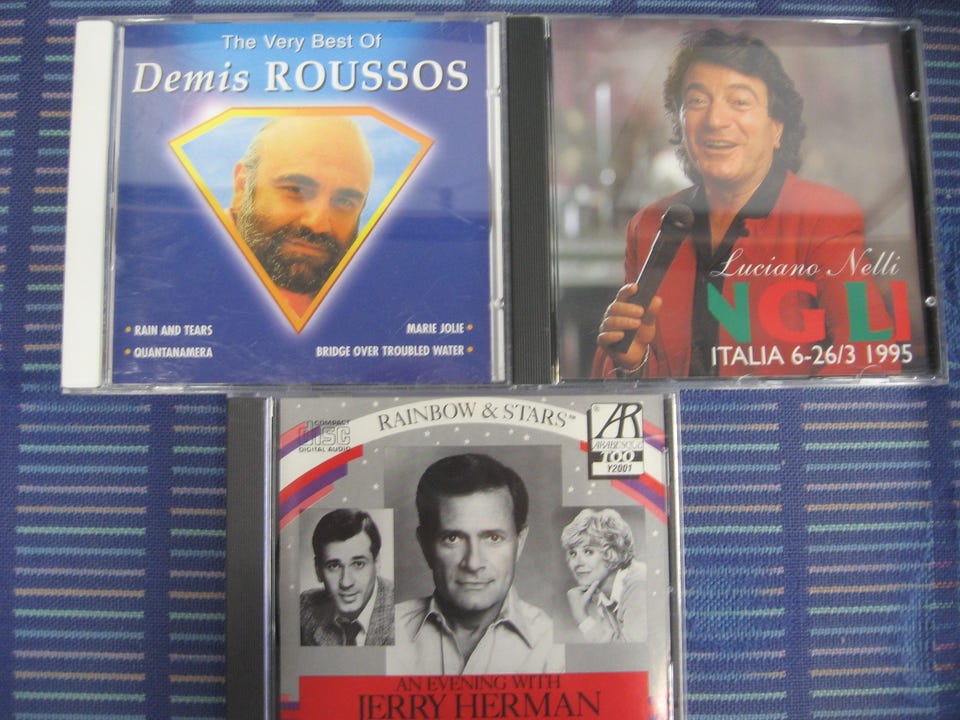 The Very Best Of
Demis ROUSSOS
RAIN AND TEARS
MARIE JOLIE
QUANTANAMERA
BRIDGE OVER TROUBLED WATER
Luciano Nelli
NGLI
ITALIA 6-26/3 1995
RAINBOW & STARS
COMPACT
DISC
DIGITAL AUDIO
AR
ARABESQUE
TOO
Y2001
AN EVENING WITH
JERRY HERMAN